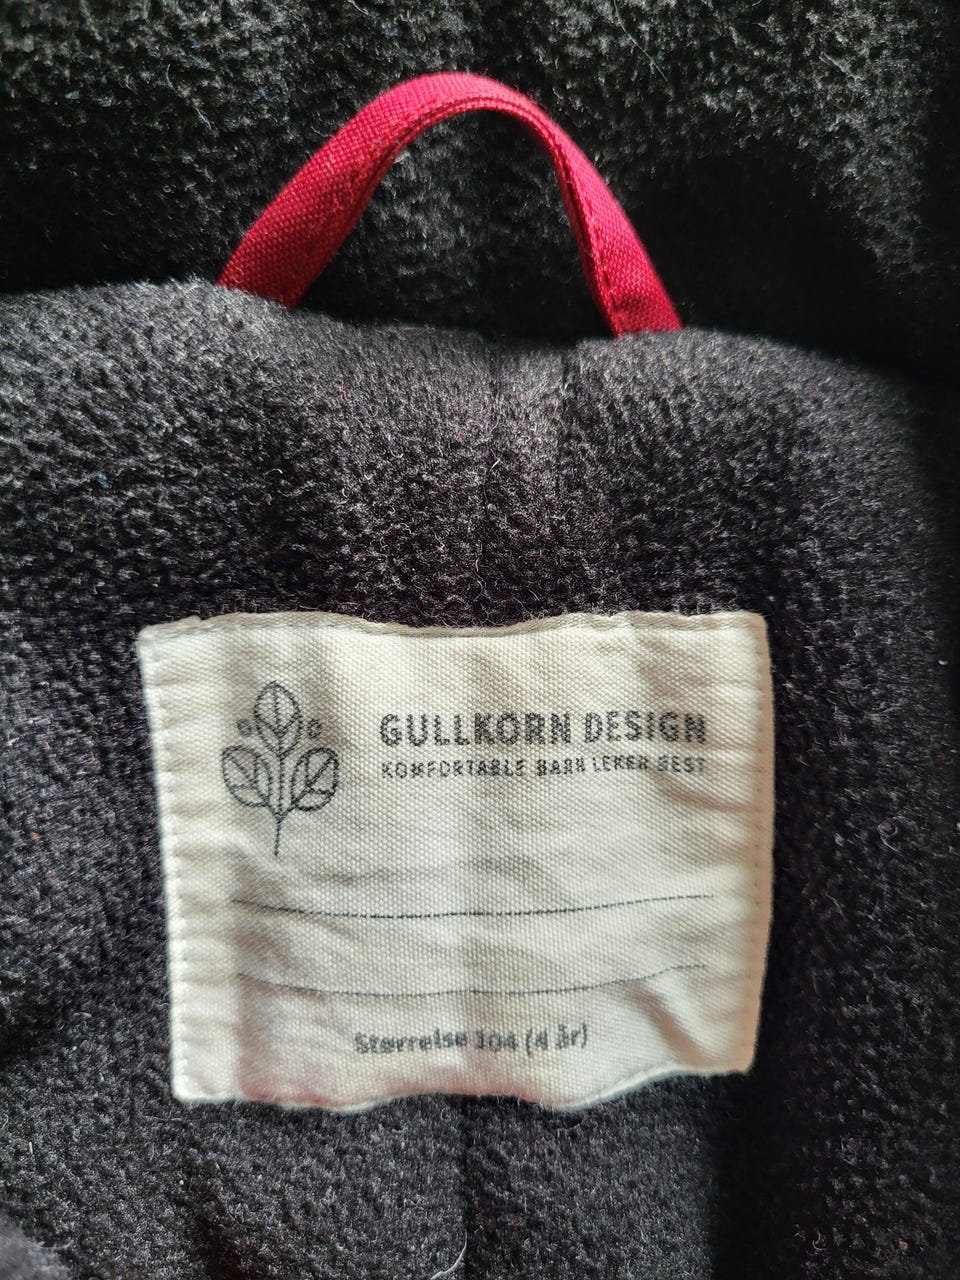 GULLKORN DESIGN
KOMFORTABLE BARN LEKER BEST
Størrelse 104 (4 år)